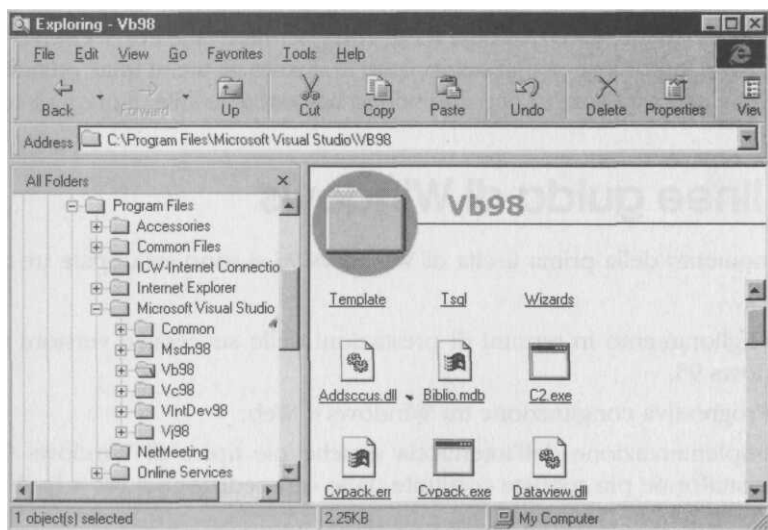 Exploring - Vb98
File Edit View Go Favorites Tools Help
Back Forward Up Cut Copy Paste Undo Delete Properties
Address C:\Program Files\Microsoft Visual Studio\VB98
All Folders
Program Files
Accessories
Common Files
ICW-Internet Connectio
Internet Explorer
Microsoft Visual Studio
Common
Msdn98
Vb98
Vc98
VIntDev98
Vj98
NetMeeting
Online Services
Vb98
Template Tsql Wizards
Addsccus.dll Biblio.mdb C2.exe
Cvpack.err Cvpack.exe Dataview.dll
1 object(s) selected 2.25KB My Computer